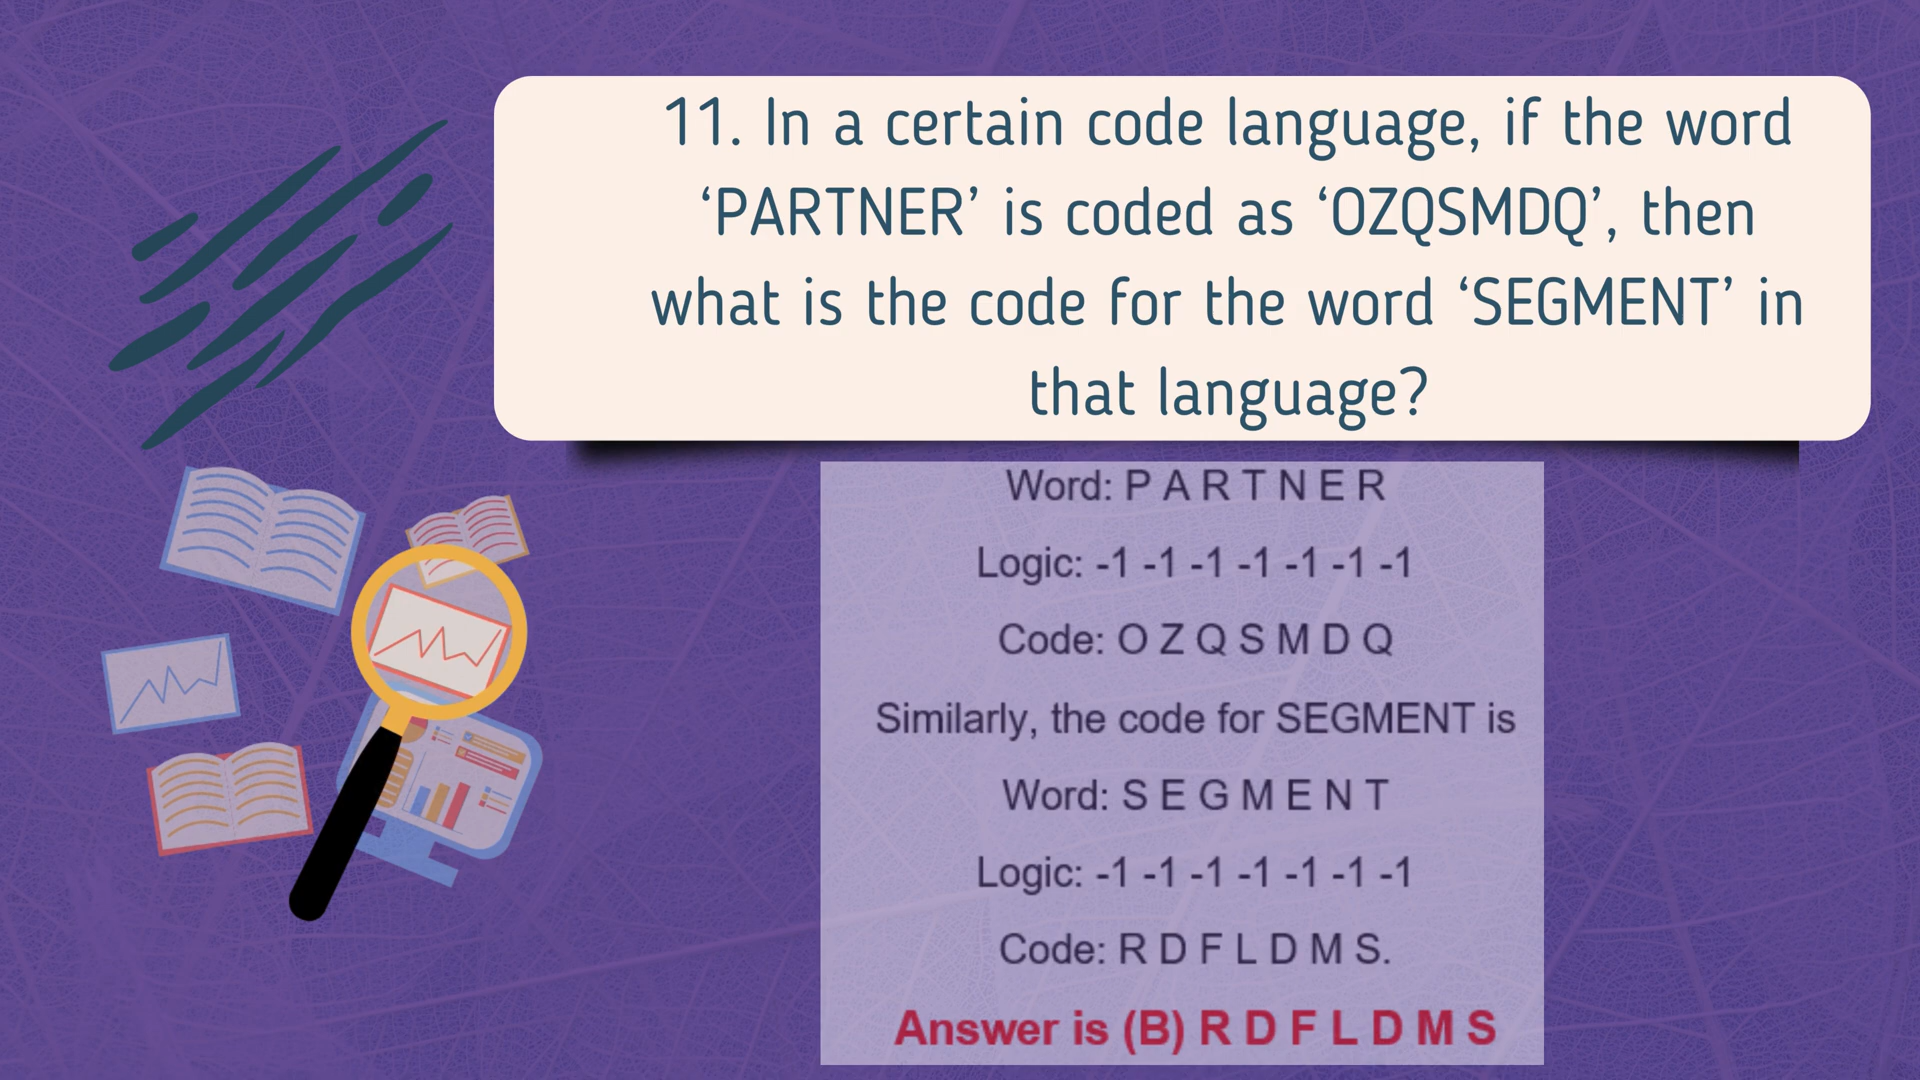 11. In a certain code language, if the word
‘PARTNER’ is coded as ‘OZQSMDQ’, then
what is the code for the word ‘SEGMENT’ in
that language?
Word: P A R T N E R
Logic: -1 -1 -1 -1 -1 -1 -1
Code: O Z Q S M D Q
Similarly, the code for SEGMENT is
Word: S E G M E N T
Logic: -1 -1 -1 -1 -1 -1 -1
Code: R D F L D M S.
Answer is (B) R D F L D M S